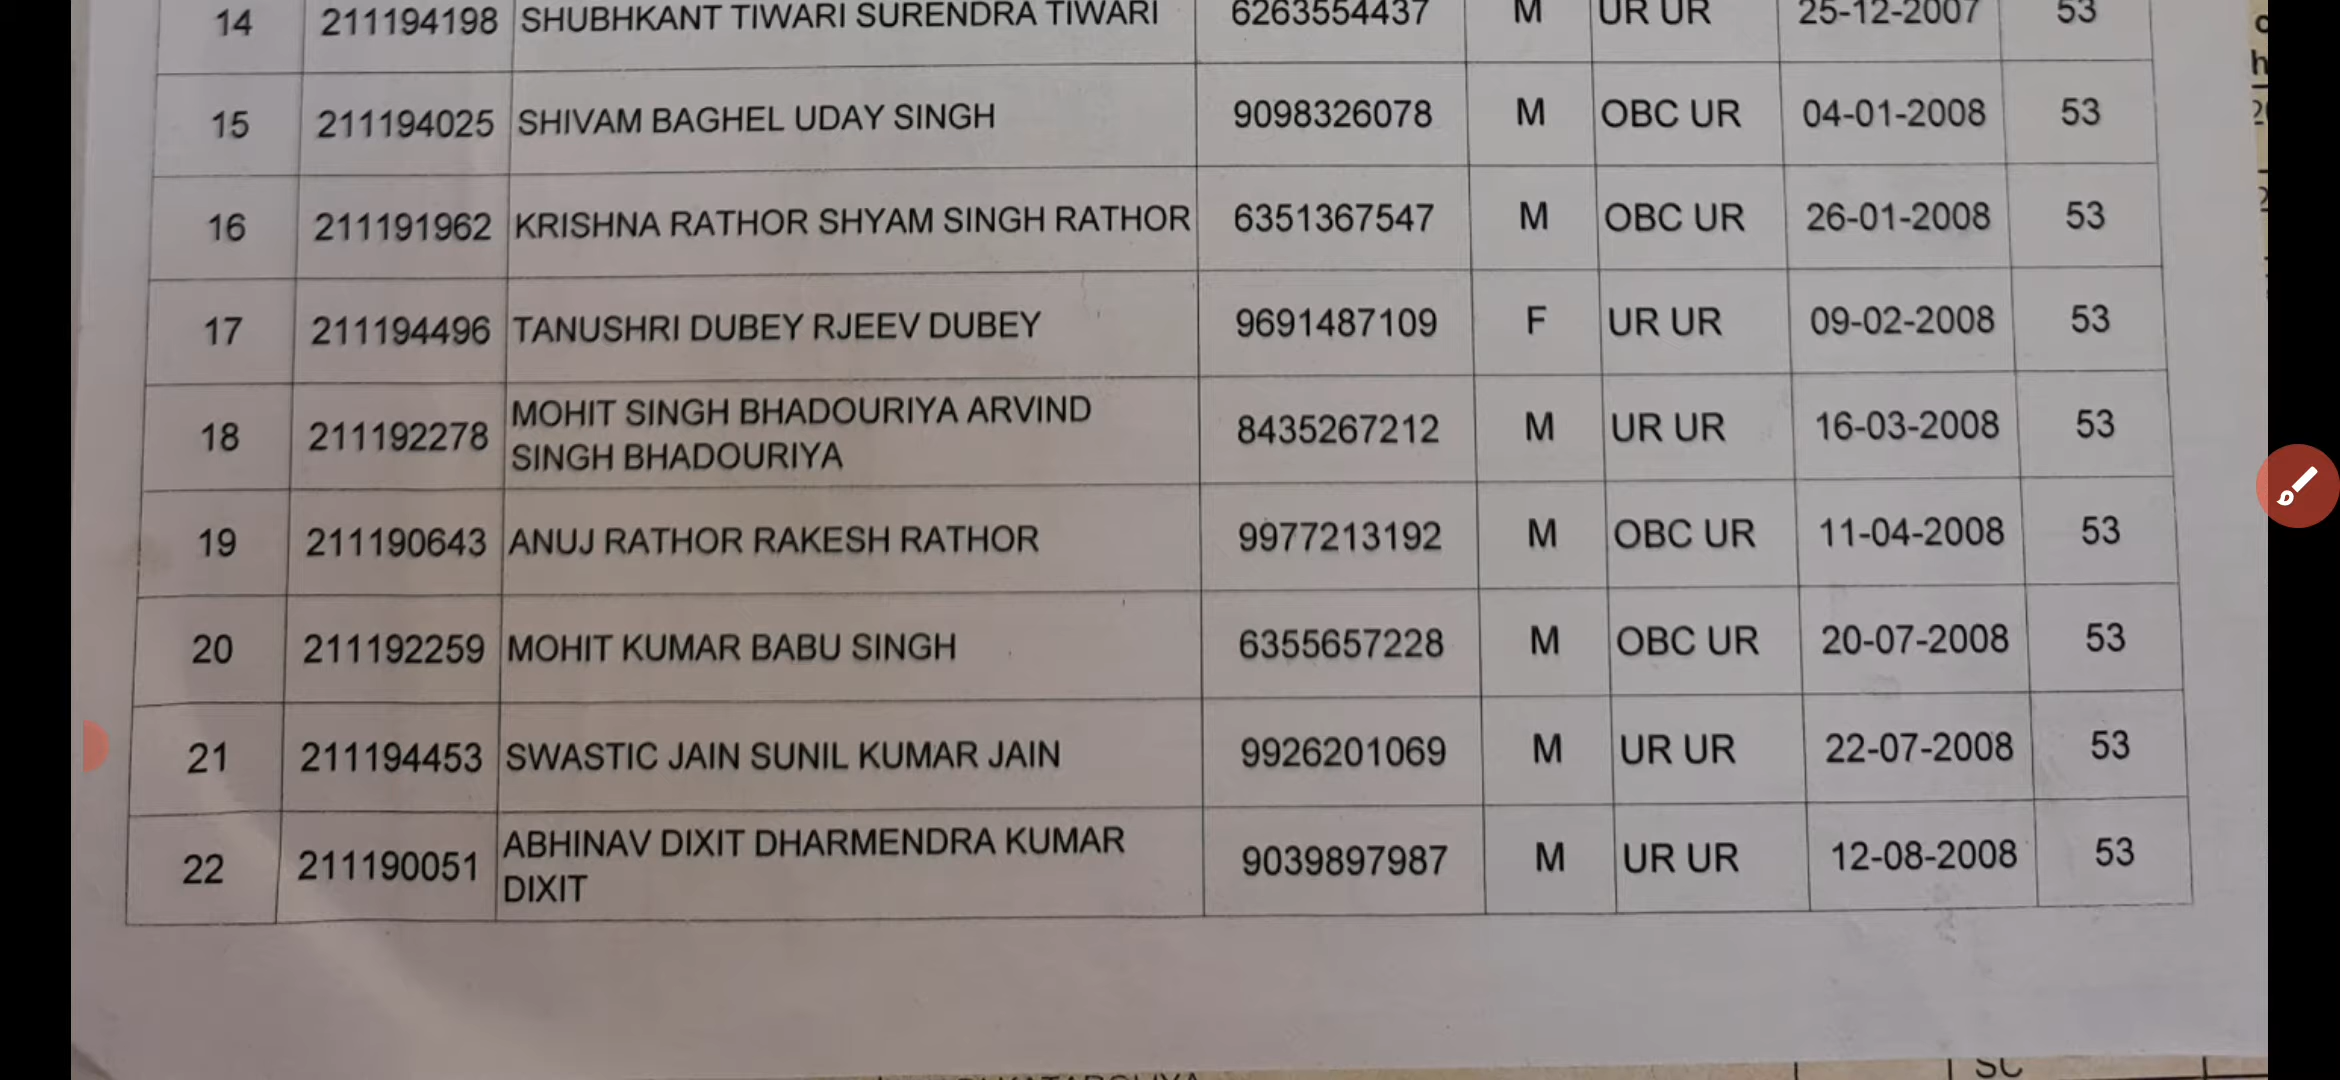 14 211194198 SHUBHKANT TIWARI SURENDRA TIWARI 6263554437 M UR UR 25-12-2007 53
15 211194025 SHIVAM BAGHEL UDAY SINGH 9098326078 M OBC UR 04-01-2008 53
16 211191962 KRISHNA RATHOR SHYAM SINGH RATHOR 6351367547 M OBC UR 26-01-2008 53
17 211194496 TANUSHRI DUBEY RJEEV DUBEY 9691487109 F UR UR 09-02-2008 53
18 211192278 MOHIT SINGH BHADOURIYA ARVIND
SINGH BHADOURIYA 8435267212 M UR UR 16-03-2008 53
19 211190643 ANUJ RATHOR RAKESH RATHOR 9977213192 M OBC UR 11-04-2008 53
20 211192259 MOHIT KUMAR BABU SINGH 6355657228 M OBC UR 20-07-2008 53
21 211194453 SWASTIC JAIN SUNIL KUMAR JAIN 9926201069 M UR UR 22-07-2008 53
22 211190051 ABHINAV DIXIT DHARMENDRA KUMAR
DIXIT 9039897987 M UR UR 12-08-2008 53
SC